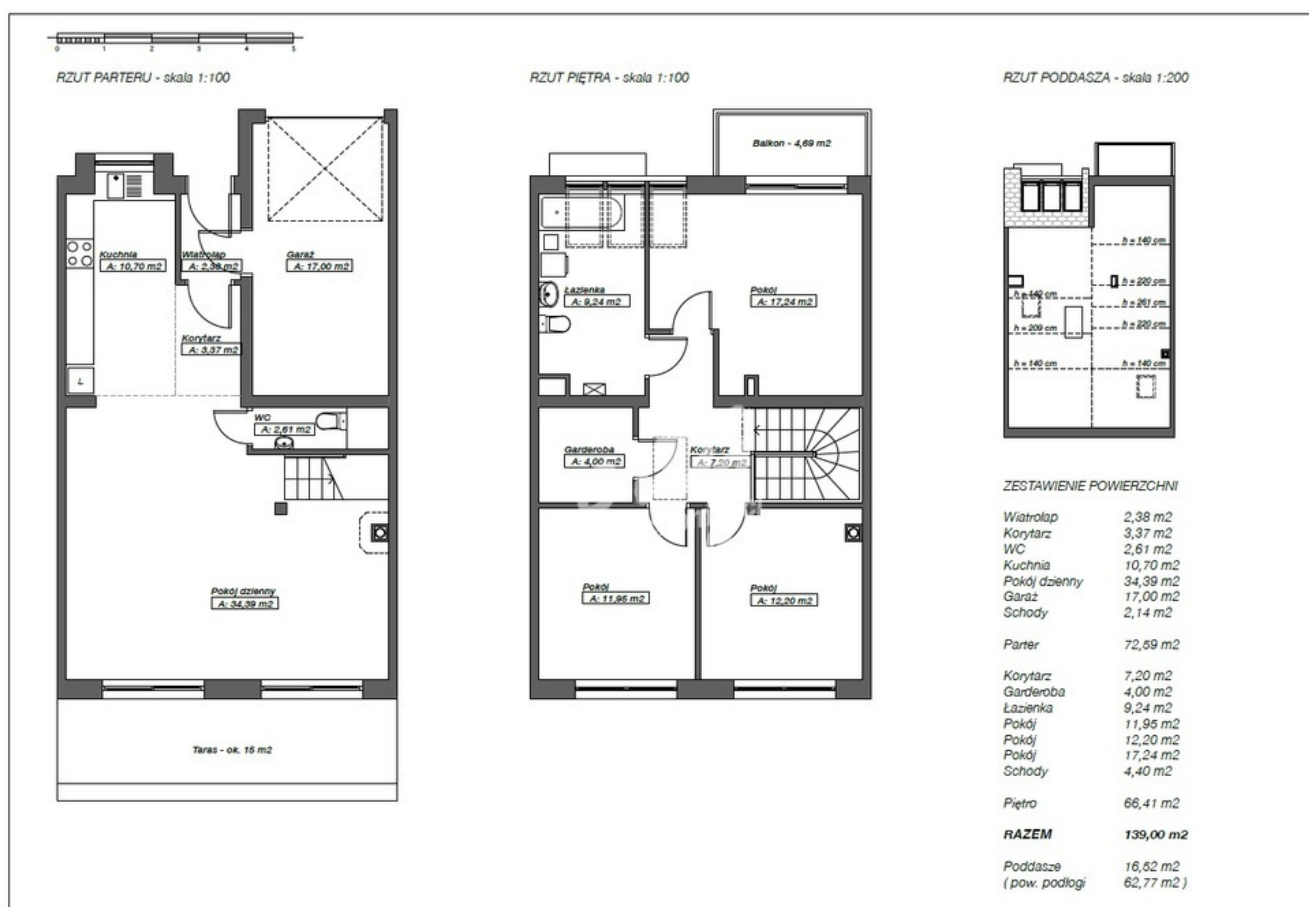 0 1 2 3 4 5
RZUT PARTERU - skala 1:100
Kuchnia
A: 10,70 m2
Wiatrołap
A: 2,38 m2
Garaż
A: 17,00 m2
Korytarz
A: 3,37 m2
L
WC
A: 2,61 m2
Pokój dzienny
A: 34,39 m2
Taras - ok. 15 m2
RZUT PIĘTRA - skala 1:100
Balkon - 4,69 m2
Łazienka
A: 9,24 m2
Pokój
A: 17,24 m2
Garderoba
A: 4,00 m2
Korytarz
A: 7,20 m2
Pokój
A: 11,95 m2
Pokój
A: 12,20 m2
RZUT PODDASZA - skala 1:200
h = 140 cm
h = 220 cm
h = 140 cm
h = 261 cm
h = 209 cm
h = 220 cm
h = 140 cm
h = 140 cm
ZESTAWIENIE POWIERZCHNI
Wiatrołap 2,38 m2
Korytarz 3,37 m2
WC 2,61 m2
Kuchnia 10,70 m2
Pokój dzienny 34,39 m2
Garaż 17,00 m2
Schody 2,14 m2
Parter 72,59 m2
Korytarz 7,20 m2
Garderoba 4,00 m2
Łazienka 9,24 m2
Pokój 11,95 m2
Pokój 12,20 m2
Pokój 17,24 m2
Schody 4,40 m2
Piętro 66,41 m2
RAZEM 139,00 m2
Poddasze 16,52 m2
( pow. podłogi 62,77 m2 )